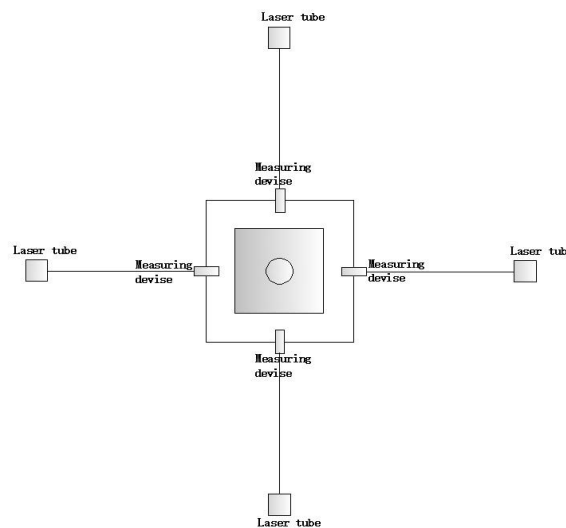 Laser tube
Measuring
devise
Laser tube
Measuring
devise
Measuring
devise
Laser tub
Measuring
devise
Laser tube